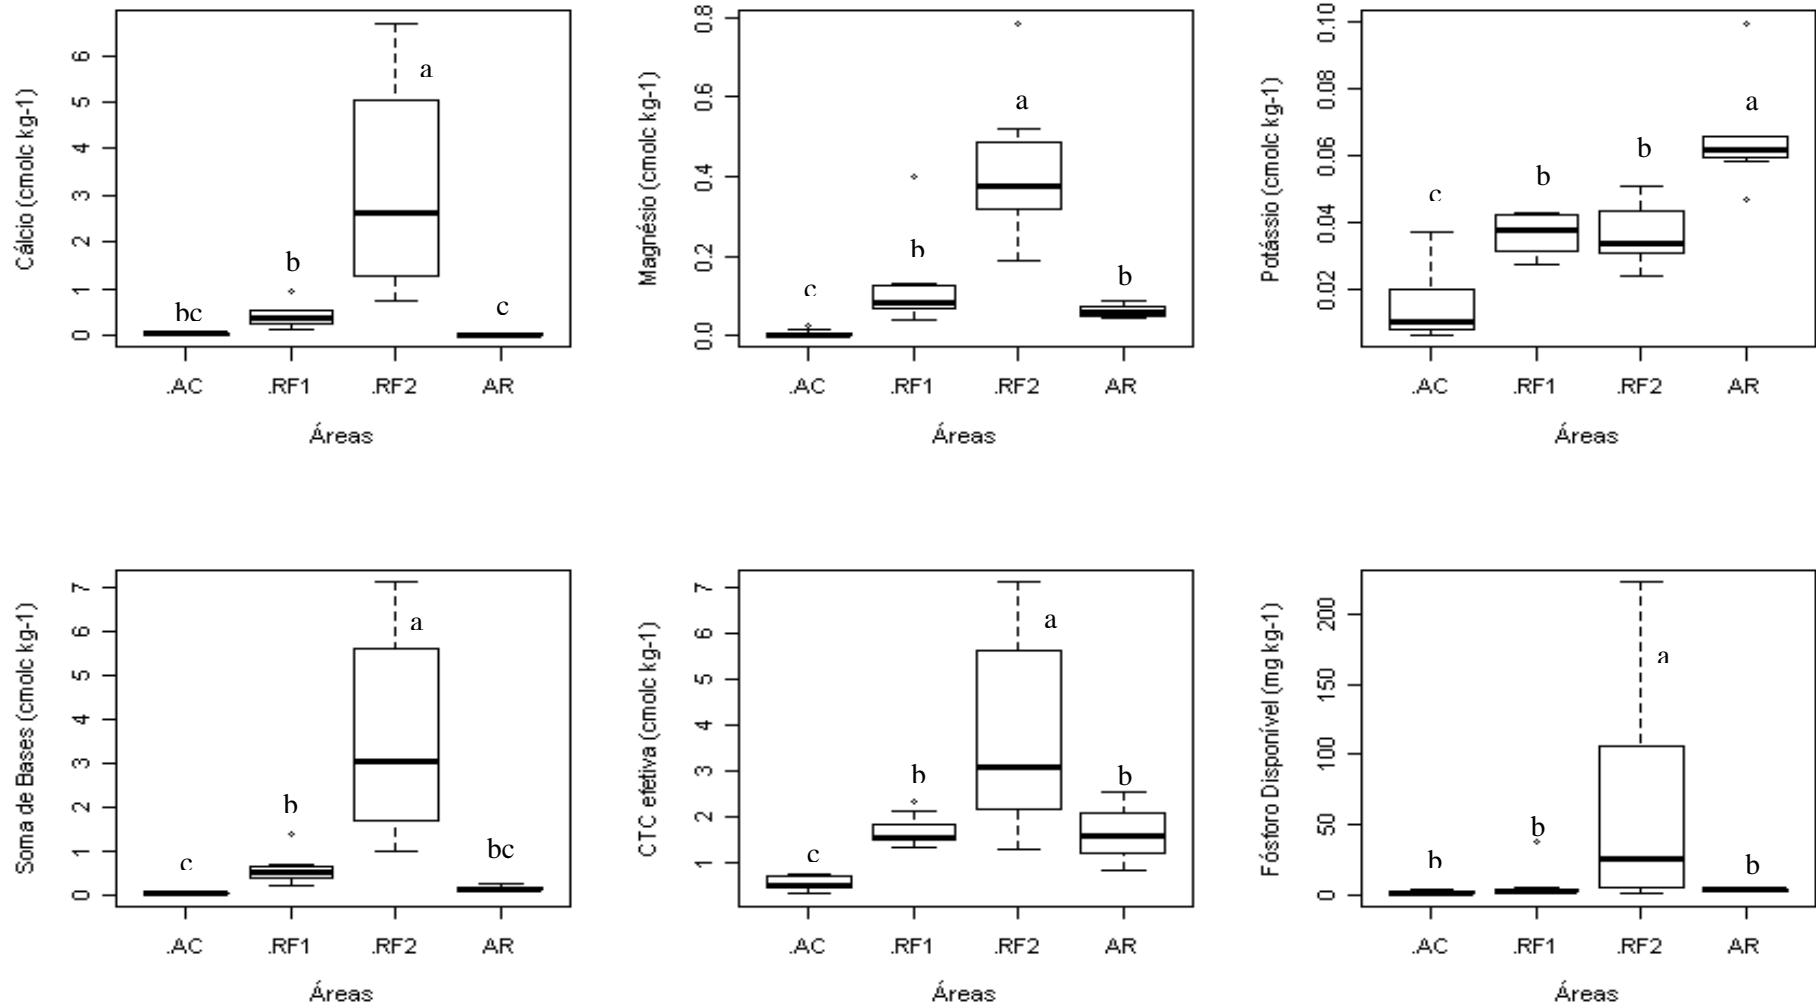 Cálcio (cmolc kg-1)
0 1 2 3 4 5 6
bc b a c
.AC .RF1 .RF2 AR
Áreas
Magnésio (cmolc kg-1)
0.0 0.2 0.4 0.6 0.8
c b a b
.AC .RF1 .RF2 AR
Áreas
Potássio (cmolc kg-1)
0.02 0.04 0.06 0.08 0.10
c b b a
.AC .RF1 .RF2 AR
Áreas
Soma de Bases (cmolc kg-1)
0 1 2 3 4 5 6 7
c b a bc
.AC .RF1 .RF2 AR
Áreas
CTC efetiva (cmolc kg-1)
1 2 3 4 5 6 7
c b a b
.AC .RF1 .RF2 AR
Áreas
Fósforo Disponível (mg kg-1)
0 50 100 150 200
b b a b
.AC .RF1 .RF2 AR
Áreas